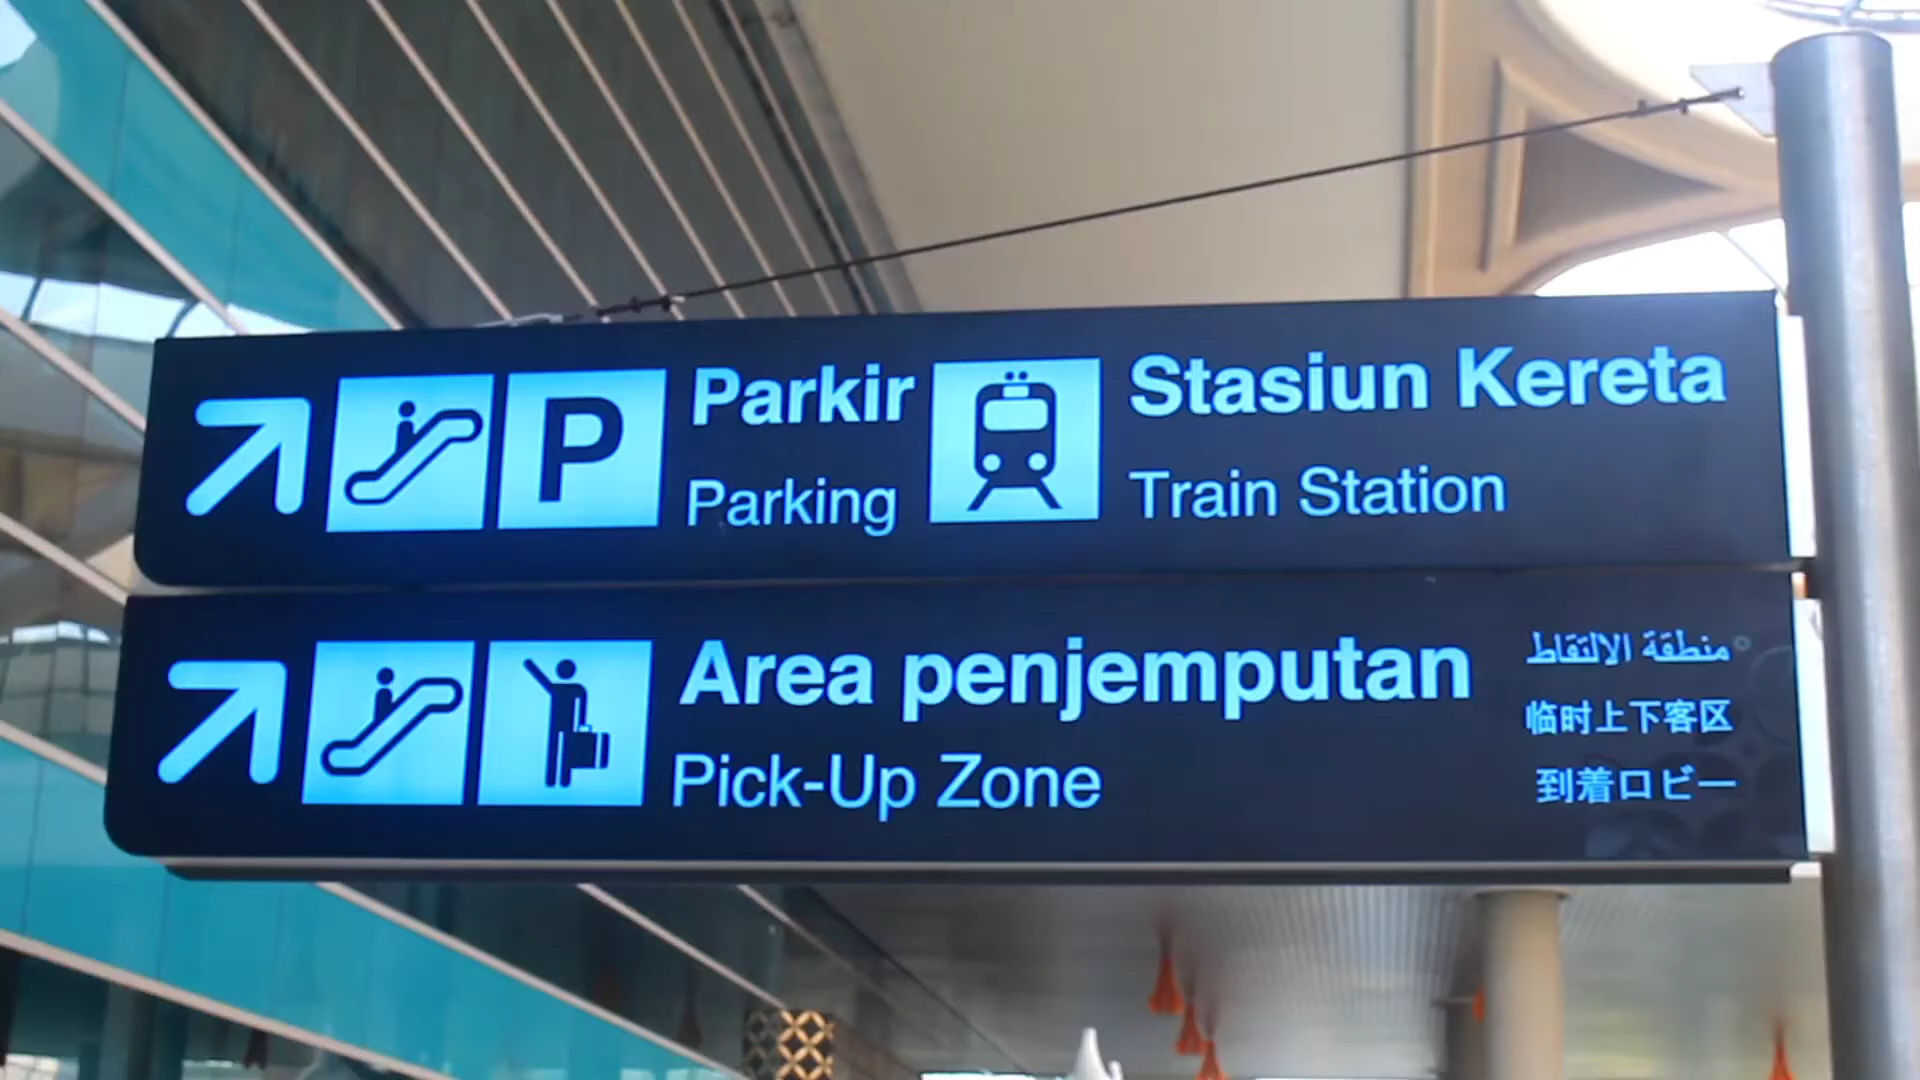 P
Parkir
Parking
Stasiun Kereta
Train Station
Area penjemputan
Pick-Up Zone
منطقة الالتقاط
临时上下客区
到着ロビー